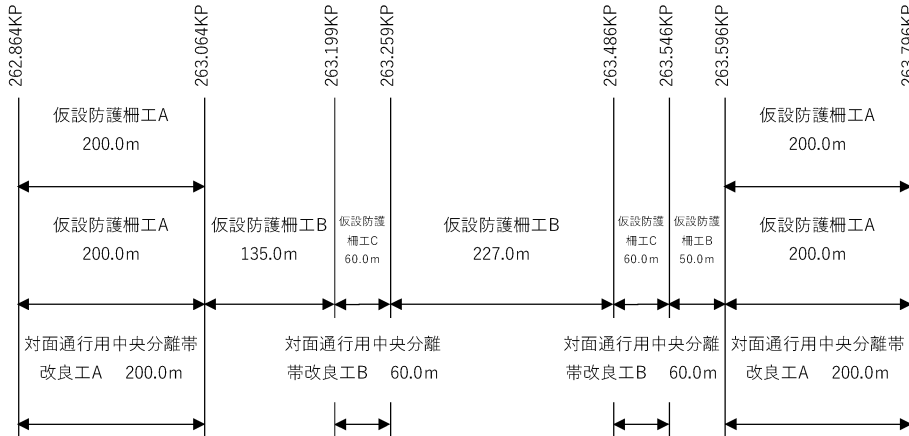 262.864KP
263.064KP
263.199KP
263.259KP
263.486KP
263.546KP
263.596KP
263.796KP
仮設防護柵工A
200.0m
仮設防護柵工A
200.0m
仮設防護柵工A
200.0m
仮設防護柵工B
135.0m
仮設防護
柵工C
60.0m
仮設防護柵工B
227.0m
仮設防護
柵工C
60.0m
仮設防護
柵工B
50.0m
仮設防護柵工A
200.0m
対面通行用中央分離帯
改良工A 200.0m
対面通行用中央分離
帯改良工B 60.0m
対面通行用中央分離
帯改良工B 60.0m
対面通行用中央分離帯
改良工A 200.0m